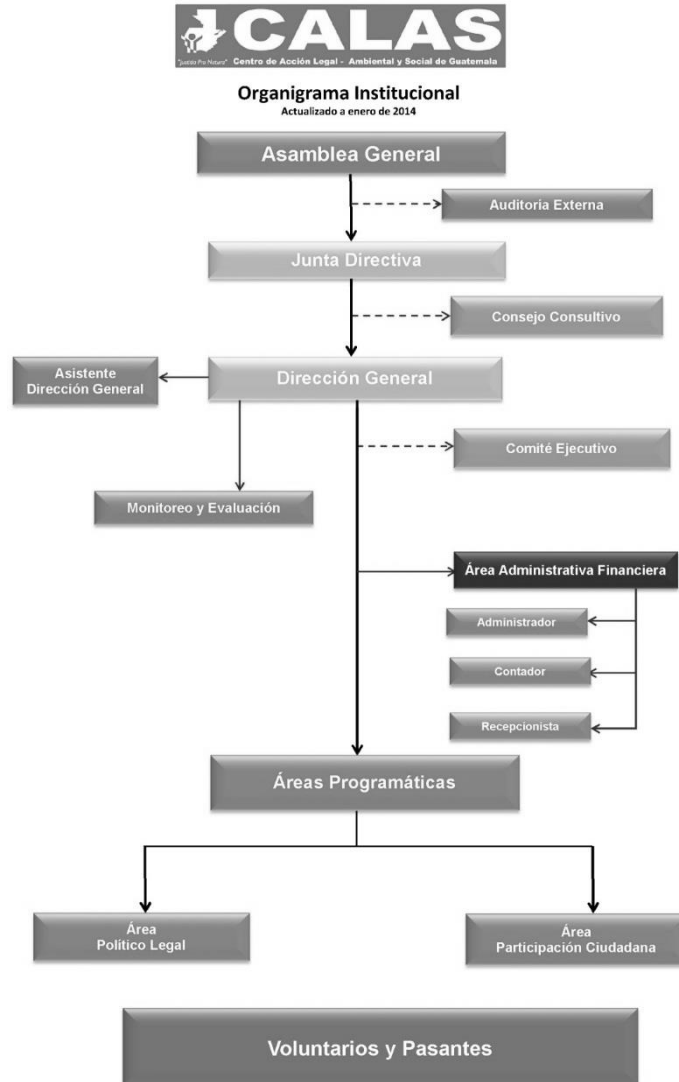 CALAS
"Justitia Pro Natura"
Centro de Acción Legal - Ambiental y Social de Guatemala
Organigrama Institucional
Actualizado a enero de 2014
Asamblea General
Auditoria Externa
Junta Directiva
Consejo Consultivo
Asistente
Dirección General
Dirección General
Comité Ejecutivo
Monitoreo y Evaluación
Área Administrativa Financiera
Administrador
Contador
Recepcionista
Áreas Programáticas
Área
Político Legal
Área
Participación Ciudadana
Voluntarios y Pasantes